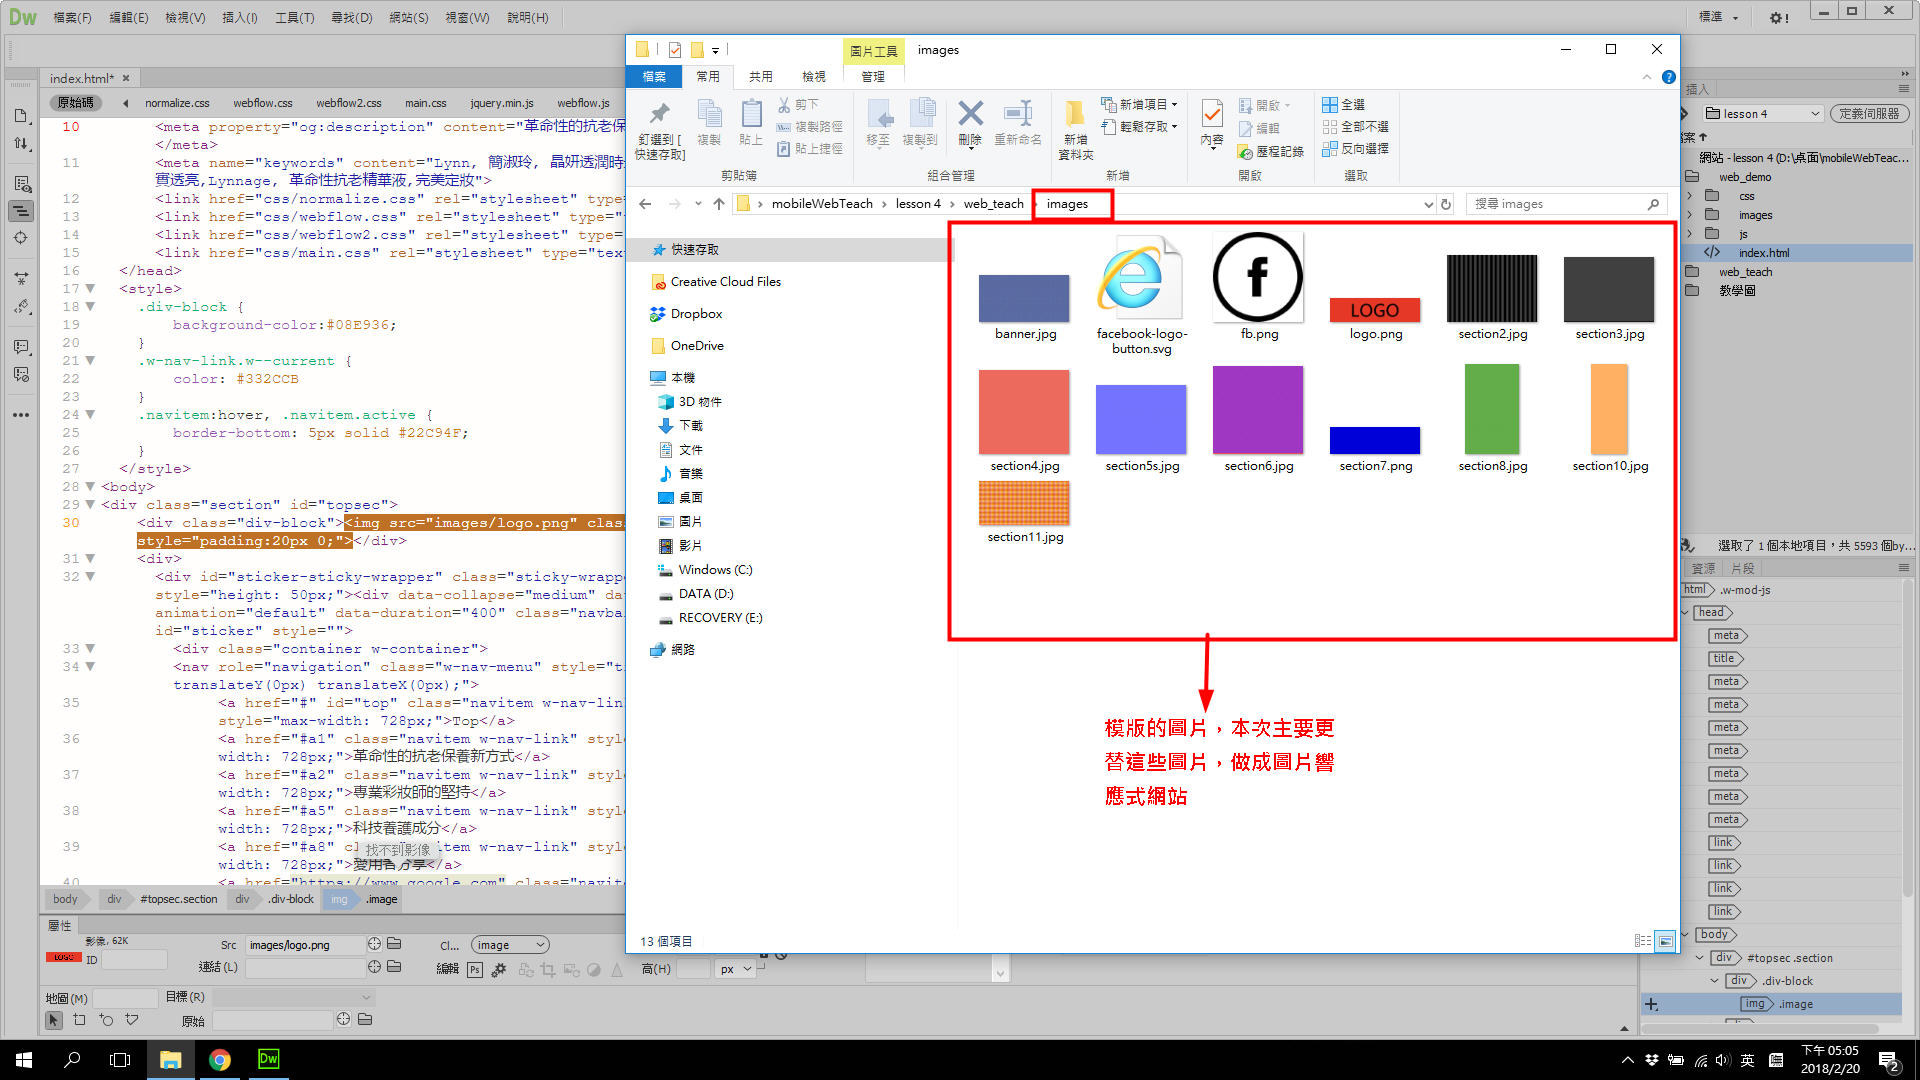 Dw 檔案(F) 編輯(E) 檢視(V) 插入(I) 工具(T) 尋找(D) 網站(S) 視窗(W) 說明(H) 標準
index.html*
原始碼 normalize.css webflow.css webflow2.css main.css jquery.min.js webflow.js
10 <meta property="og:description" content="革命性的抗老保
</meta>
11 <meta name="keywords" content="Lynn, 簡淑玲, 晶妍透潤時
實透亮,Lynnage, 革命性抗老精華液,完美定妝">
12 <link href="css/normalize.css" rel="stylesheet" type
13 <link href="css/webflow.css" rel="stylesheet" type="
14 <link href="css/webflow2.css" rel="stylesheet" type=
15 <link href="css/main.css" rel="stylesheet" type="tex
16 </head>
17 <style>
18 .div-block {
19 background-color:#08E936;
20 }
21 .w-nav-link.w--current {
22 color: #332CCB
23 }
24 .navitem:hover, .navitem.active {
25 border-bottom: 5px solid #22C94F;
26 }
27 </style>
28 <body>
29 <div class="section" id="topsec">
30 <div class="div-block"><img src="images/logo.png" clas
style="padding:20px 0;"></div>
31 <div>
32 <div id="sticker-sticky-wrapper" class="sticky-wrapp
style="height: 50px;"><div data-collapse="medium" da
animation="default" data-duration="400" class="navba
id="sticker" style="">
33 <div class="container w-container">
34 <nav role="navigation" class="w-nav-menu" style="t
translateY(0px) translateX(0px);">
35 <a href="#" id="top" class="navitem w-nav-lin
style="max-width: 728px;">Top</a>
36 <a href="#a1" class="navitem w-nav-link" styl
width: 728px;">革命性的抗老保養新方式</a>
37 <a href="#a2" class="navitem w-nav-link" styl
width: 728px;">專業彩妝師的堅持</a>
38 <a href="#a5" class="navitem w-nav-link" styl
width: 728px;">科技養護成分</a>
39 <a href="#a8" class="navitem w-nav-link" styl
找不到影像
width: 728px;">愛用者分享</a>
40 <a href="https://www.google.com" class="navite
body div #topsec.section div .div-block img .image
屬性
影像, 62K Src images/logo.png Cl... image
LOGO ID 連結(L) 編輯 Ps 高(H) px
地圖(M) 目標(R)
原始
圖片工具 images
檔案 常用 共用 檢視 管理
釘選到 [
快速存取]
複製
貼上
剪下
複製路徑
貼上捷徑
剪貼簿
移至
複製到
刪除
重新命名
組合管理
新增
資料夾
新增項目
輕鬆存取
新增
內容
開啟
編輯
歷程記錄
開啟
全選
全部不選
反向選擇
選取
mobileWebTeach lesson 4 web_teach images
搜尋 images
快速存取
Creative Cloud Files
Dropbox
OneDrive
本機
3D 物件
下載
文件
音樂
桌面
圖片
影片
Windows (C:)
DATA (D:)
RECOVERY (E:)
網路
f
LOGO
banner.jpg facebook-logo-button.svg fb.png logo.png section2.jpg section3.jpg
section4.jpg section5s.jpg section6.jpg section7.png section8.jpg section10.jpg
section11.jpg
模版的圖片，本次主要更
替這些圖片，做成圖片響
應式網站
13 個項目
插入
lesson 4 定義伺服器
檔案
網站 - lesson 4 (D:\桌面\mobileWebTeac...
web_demo
css
images
js
index.html
web_teach
教學圖
選取了 1 個本地項目，共 5593 個by...
資源 片段
html .w-mod-js
head
meta
title
meta
meta
meta
meta
meta
meta
meta
link
link
link
link
body
div #topsec .section
div .div-block
img .image
Dw
英
下午 05:05
2018/2/20
2